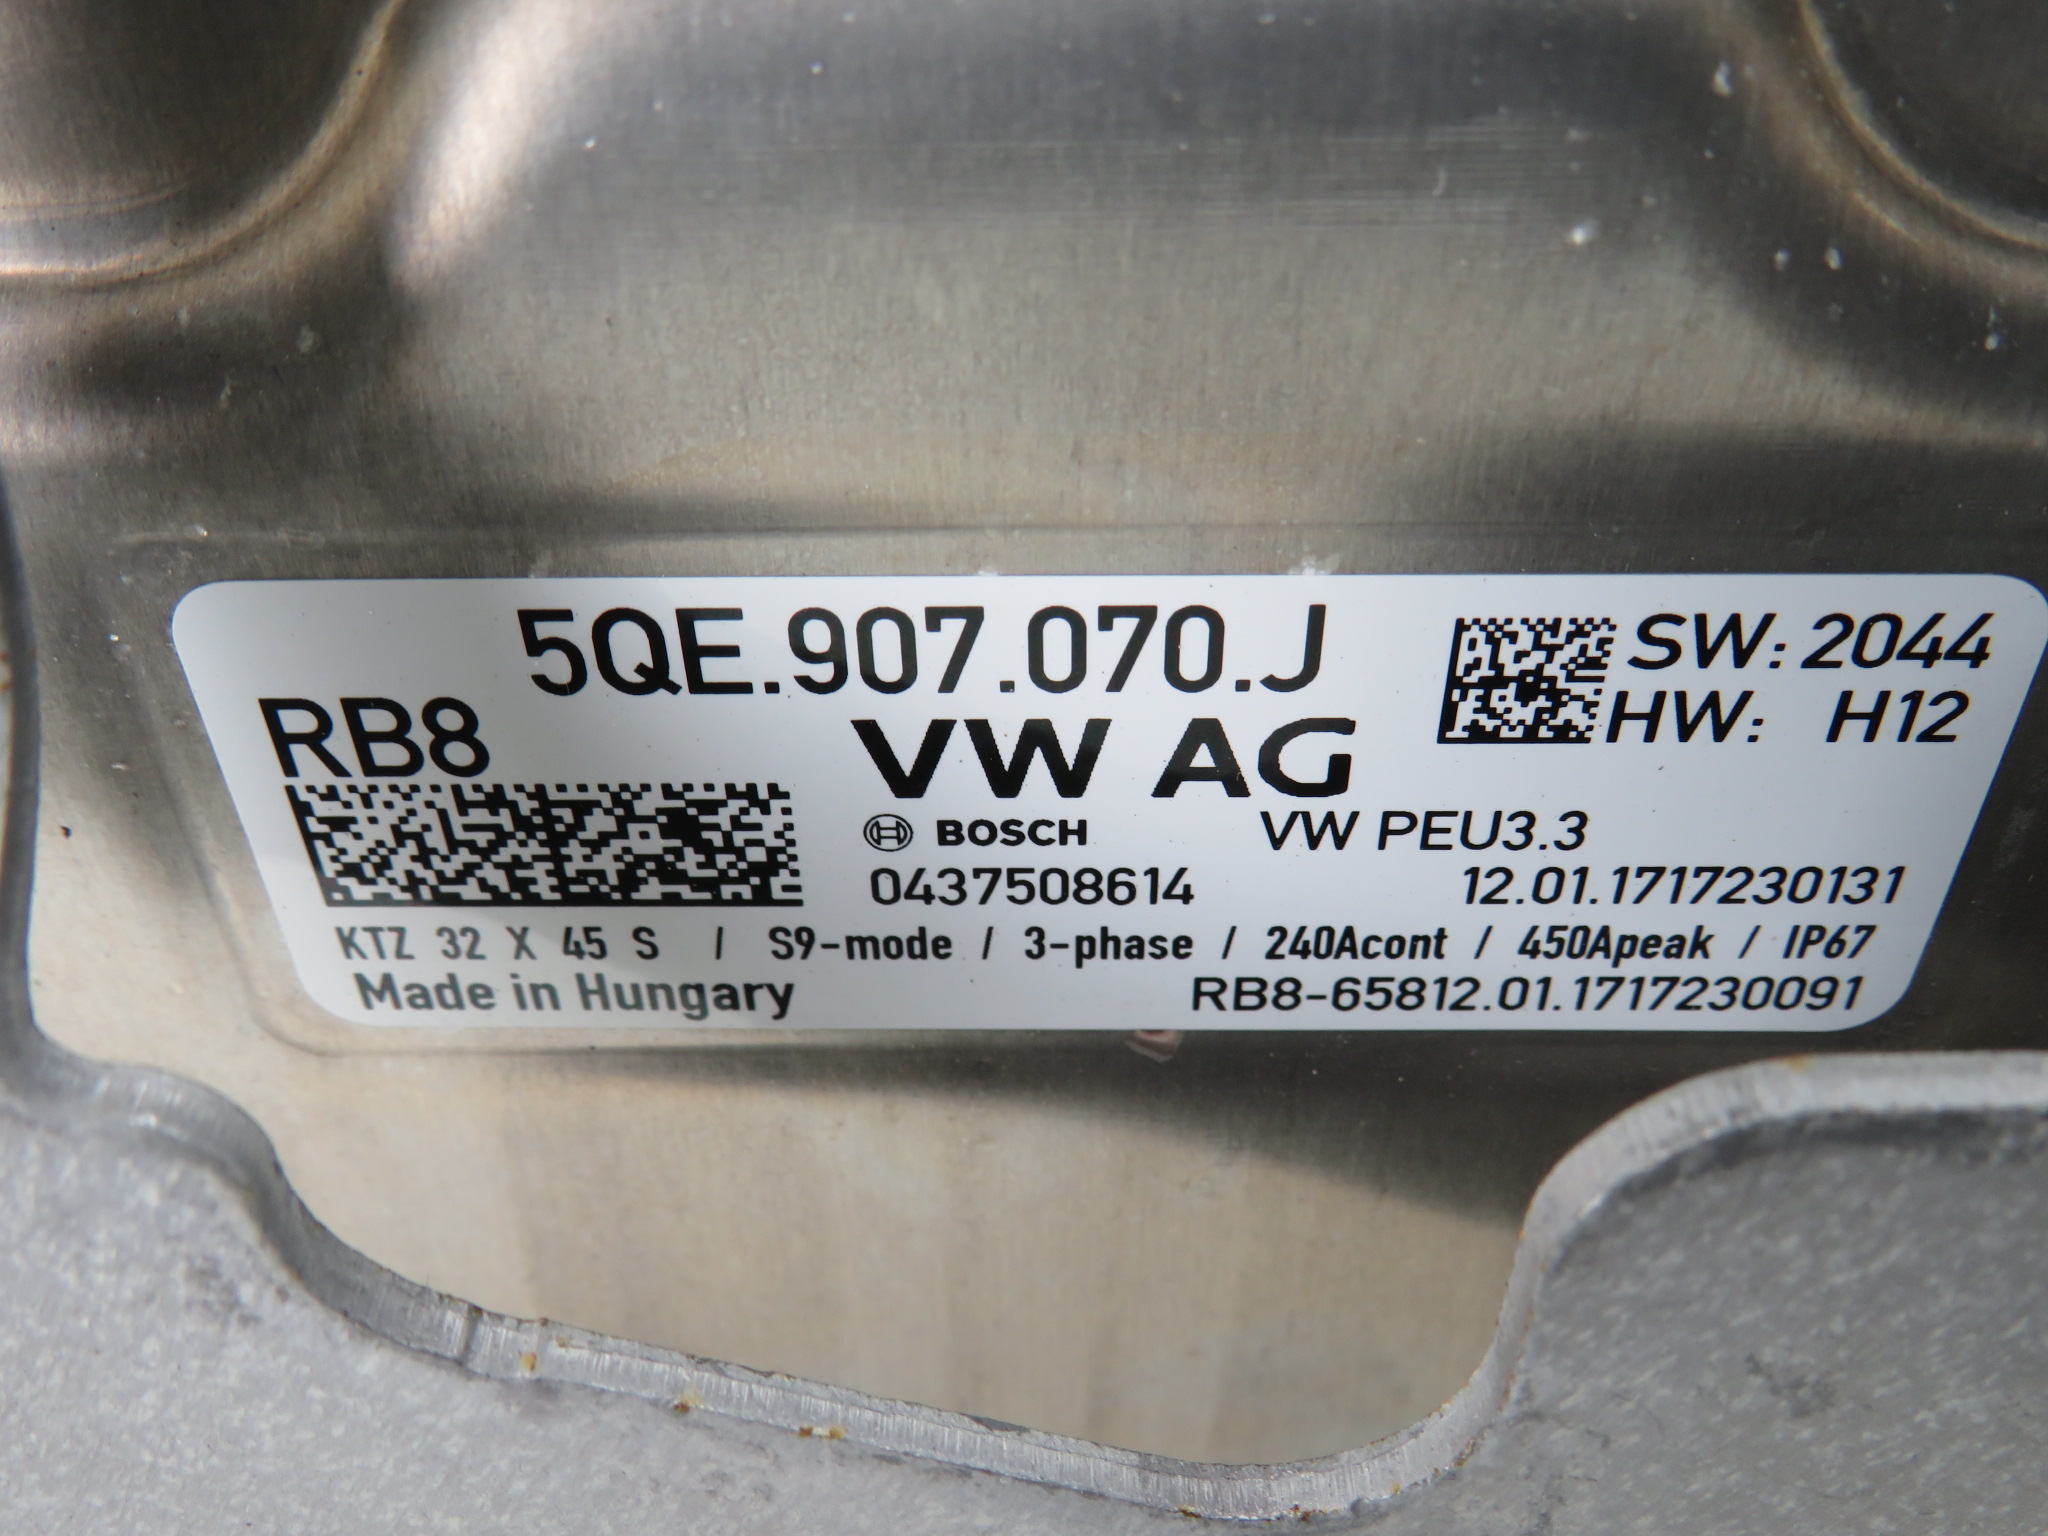 5QE.907.070.J
SW: 2044
HW: H12
RB8
VW AG
BOSCH VW PEU3.3
0437508614 12.01.1717230131
KTZ 32 X 45 S / S9-mode / 3-phase / 240Acont / 450Apeak / IP67
Made in Hungary RB8-65812.01.1717230091